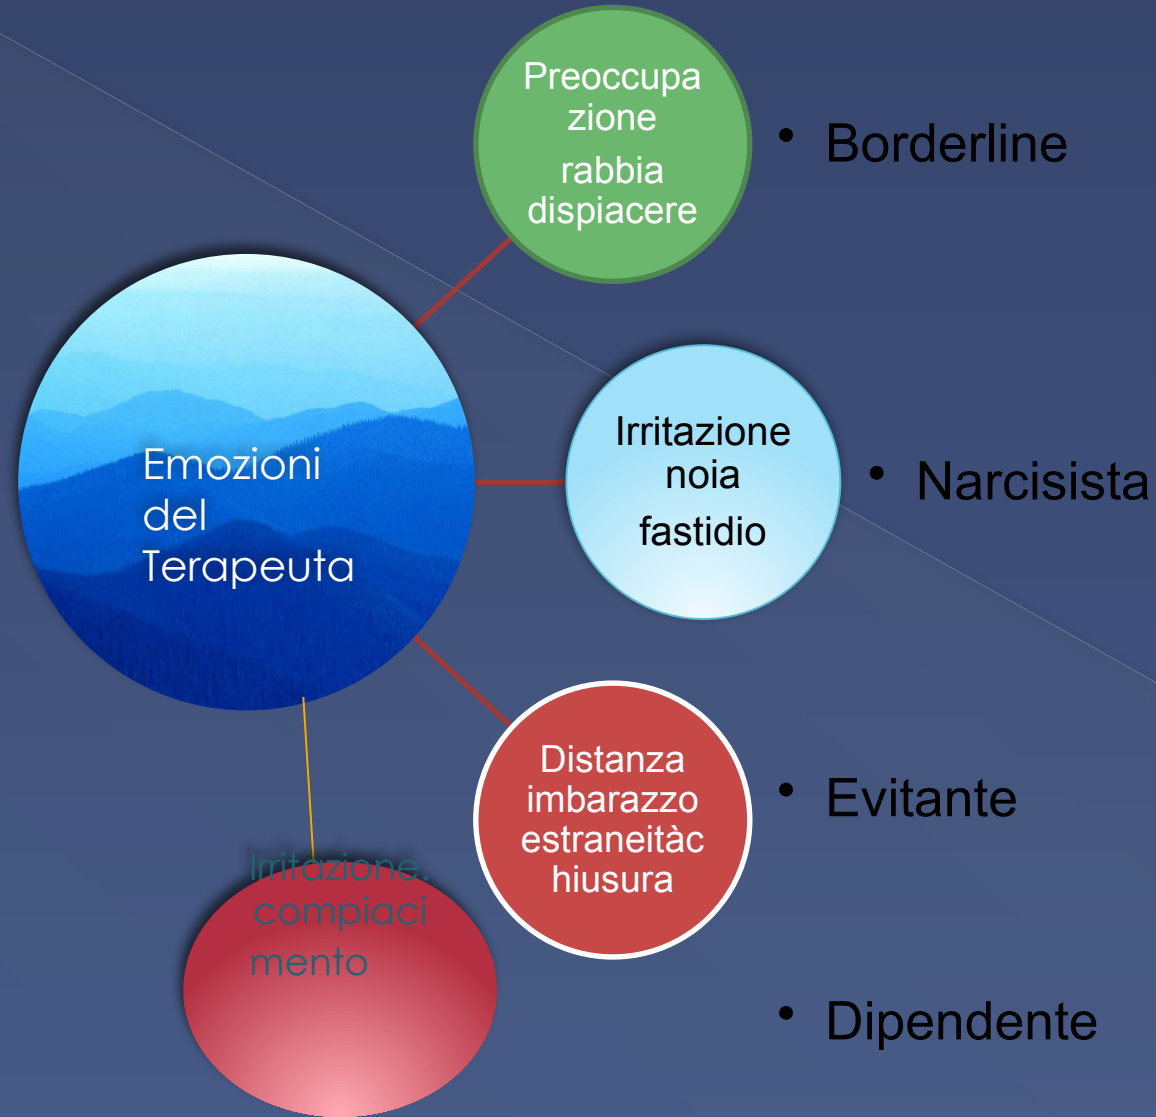 Preoccupa
zione
rabbia
dispiacere
• Borderline
Emozioni
del
Terapeuta
Irritazione
noia
fastidio
• Narcisista
Distanza
imbarazzo
estraneitàc
hiusura
• Evitante
Irritazione.
compiaci
mento
• Dipendente